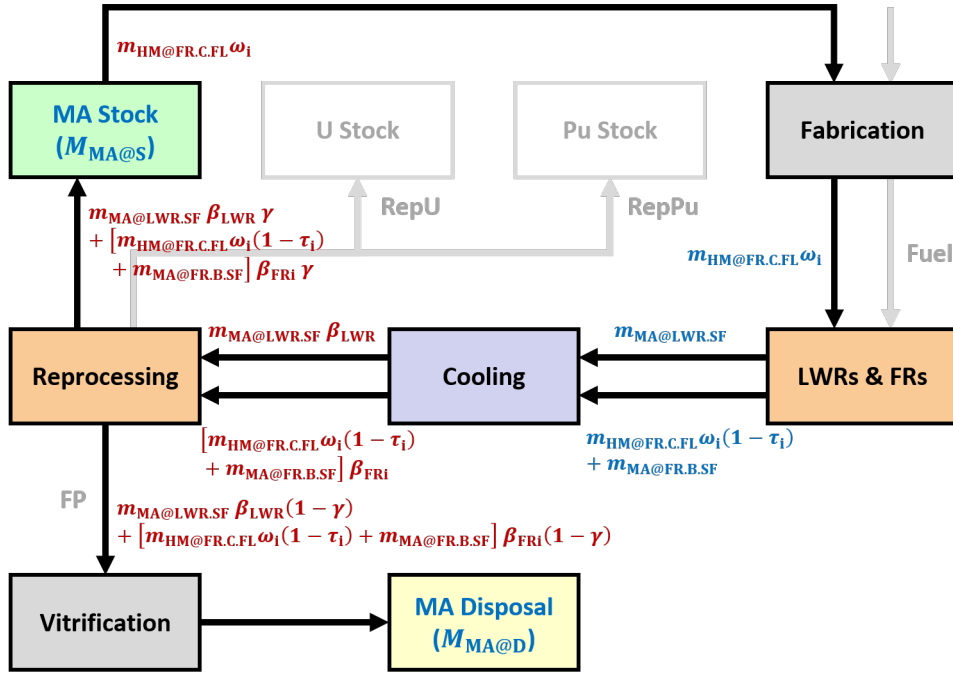 m_HM@FR.C.FL ω_i
MA Stock
(M_MA@S)
U Stock
Pu Stock
Fabrication
RepU
RepPu
m_MA@LWR.SF β_LWR γ
+ [m_HM@FR.C.FL ω_i (1 − τ_i)
+ m_MA@FR.B.SF] β_FRi γ
m_HM@FR.C.FL ω_i
Fuel
Reprocessing
m_MA@LWR.SF β_LWR
Cooling
m_MA@LWR.SF
LWRs & FRs
[m_HM@FR.C.FL ω_i (1 − τ_i)
+ m_MA@FR.B.SF] β_FRi
m_HM@FR.C.FL ω_i (1 − τ_i)
+ m_MA@FR.B.SF
FP
m_MA@LWR.SF β_LWR (1 − γ)
+ [m_HM@FR.C.FL ω_i (1 − τ_i) + m_MA@FR.B.SF] β_FRi (1 − γ)
Vitrification
MA Disposal
(M_MA@D)